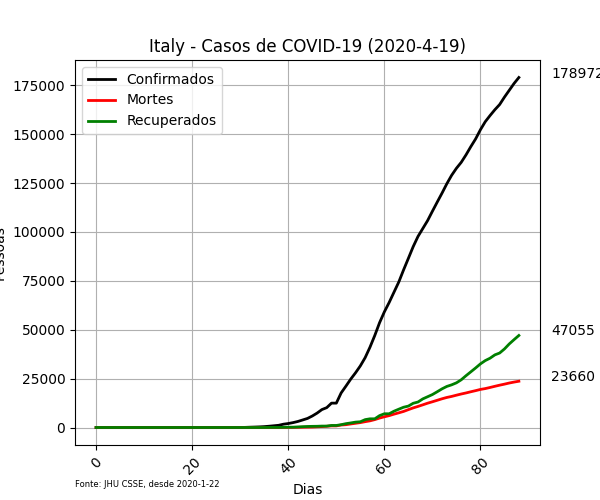 Italy - Casos de COVID-19 (2020-4-19)
Confirmados
Mortes
Recuperados
178972
175000
150000
125000
100000
75000
50000
25000
0
47055
23660
0
20
40
60
80
Dias
Fonte: JHU CSSE, desde 2020-1-22